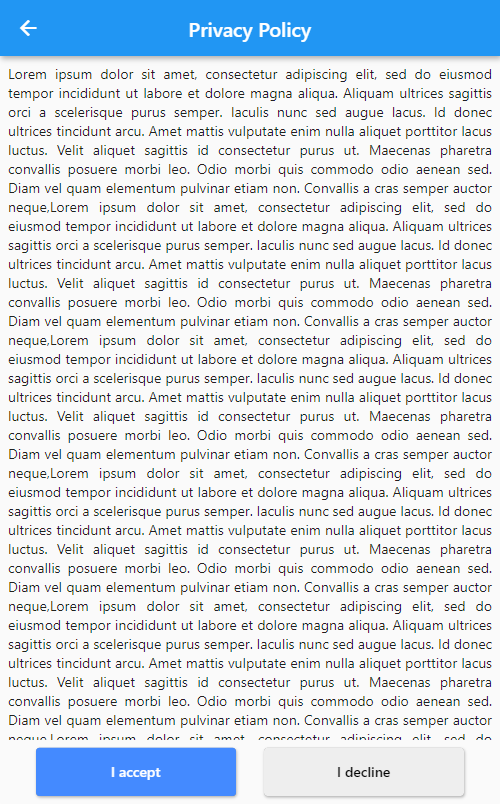 Privacy Policy
Lorem ipsum dolor sit amet, consectetur adipiscing elit, sed do eiusmod
tempor incididunt ut labore et dolore magna aliqua. Aliquam ultrices sagittis
orci a scelerisque purus semper. Iaculis nunc sed augue lacus. Id donec
ultrices tincidunt arcu. Amet mattis vulputate enim nulla aliquet porttitor lacus
luctus. Velit aliquet sagittis id consectetur purus ut. Maecenas pharetra
convallis posuere morbi leo. Odio morbi quis commodo odio aenean sed.
Diam vel quam elementum pulvinar etiam non. Convallis a cras semper auctor
neque,Lorem ipsum dolor sit amet, consectetur adipiscing elit, sed do
eiusmod tempor incididunt ut labore et dolore magna aliqua. Aliquam ultrices
sagittis orci a scelerisque purus semper. Iaculis nunc sed augue lacus. Id donec
ultrices tincidunt arcu. Amet mattis vulputate enim nulla aliquet porttitor lacus
luctus. Velit aliquet sagittis id consectetur purus ut. Maecenas pharetra
convallis posuere morbi leo. Odio morbi quis commodo odio aenean sed.
Diam vel quam elementum pulvinar etiam non. Convallis a cras semper auctor
neque,Lorem ipsum dolor sit amet, consectetur adipiscing elit, sed do
eiusmod tempor incididunt ut labore et dolore magna aliqua. Aliquam ultrices
sagittis orci a scelerisque purus semper. Iaculis nunc sed augue lacus. Id donec
ultrices tincidunt arcu. Amet mattis vulputate enim nulla aliquet porttitor lacus
luctus. Velit aliquet sagittis id consectetur purus ut. Maecenas pharetra
convallis posuere morbi leo. Odio morbi quis commodo odio aenean sed.
Diam vel quam elementum pulvinar etiam non. Convallis a cras semper auctor
neque,Lorem ipsum dolor sit amet, consectetur adipiscing elit, sed do
eiusmod tempor incididunt ut labore et dolore magna aliqua. Aliquam ultrices
sagittis orci a scelerisque purus semper. Iaculis nunc sed augue lacus. Id donec
ultrices tincidunt arcu. Amet mattis vulputate enim nulla aliquet porttitor lacus
luctus. Velit aliquet sagittis id consectetur purus ut. Maecenas pharetra
convallis posuere morbi leo. Odio morbi quis commodo odio aenean sed.
Diam vel quam elementum pulvinar etiam non. Convallis a cras semper auctor
neque,Lorem ipsum dolor sit amet, consectetur adipiscing elit, sed do
eiusmod tempor incididunt ut labore et dolore magna aliqua. Aliquam ultrices
sagittis orci a scelerisque purus semper. Iaculis nunc sed augue lacus. Id donec
ultrices tincidunt arcu. Amet mattis vulputate enim nulla aliquet porttitor lacus
luctus. Velit aliquet sagittis id consectetur purus ut. Maecenas pharetra
convallis posuere morbi leo. Odio morbi quis commodo odio aenean sed.
Diam vel quam elementum pulvinar etiam non. Convallis a cras semper auctor
neque,Lorem ipsum dolor sit amet, consectetur adipiscing elit, sed do
I accept
I decline